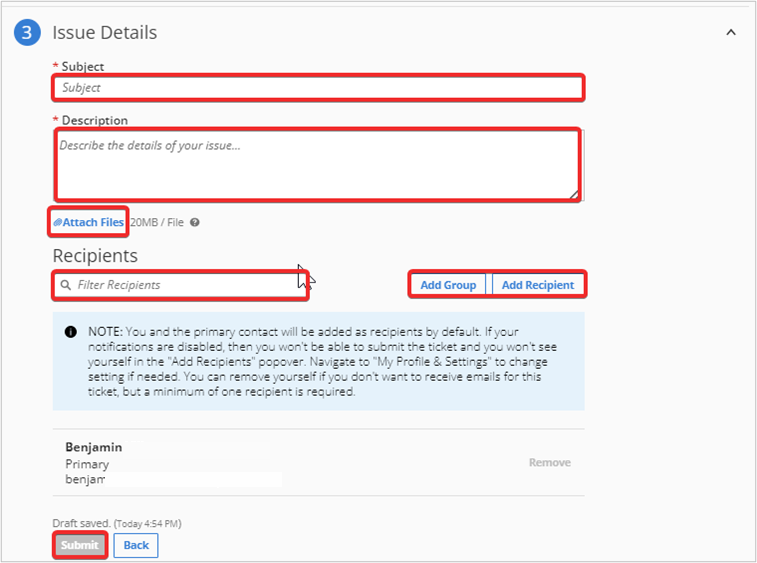 3 Issue Details
* Subject
Subject
* Description
Describe the details of your issue...
Attach Files 20MB / File ?
Recipients
Filter Recipients
Add Group Add Recipient
NOTE: You and the primary contact will be added as recipients by default. If your
notifications are disabled, then you won't be able to submit the ticket and you won't see
yourself in the "Add Recipients" popover. Navigate to "My Profile & Settings" to change
setting if needed. You can remove yourself if you don't want to receive emails for this
ticket, but a minimum of one recipient is required.
Benjamin
Primary
Remove
benjam
Draft saved. (Today 4:54 PM)
Submit Back